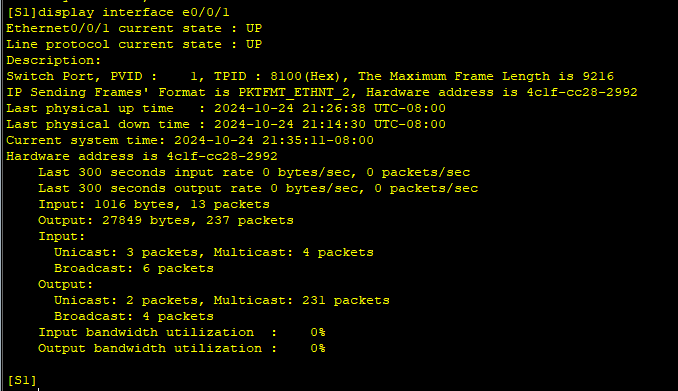 [S1]display interface e0/0/1
Ethernet0/0/1 current state : UP
Line protocol current state : UP
Description:
Switch Port, PVID :    1, TPID : 8100(Hex), The Maximum Frame Length is 9216
IP Sending Frames' Format is PKTFMT_ETHNT_2, Hardware address is 4c1f-cc28-2992
Last physical up time   : 2024-10-24 21:26:38 UTC-08:00
Last physical down time : 2024-10-24 21:14:30 UTC-08:00
Current system time: 2024-10-24 21:35:11-08:00
Hardware address is 4c1f-cc28-2992
    Last 300 seconds input rate 0 bytes/sec, 0 packets/sec
    Last 300 seconds output rate 0 bytes/sec, 0 packets/sec
    Input: 1016 bytes, 13 packets
    Output: 27849 bytes, 237 packets
    Input:
      Unicast: 3 packets, Multicast: 4 packets
      Broadcast: 6 packets
    Output:
      Unicast: 2 packets, Multicast: 231 packets
      Broadcast: 4 packets
    Input bandwidth utilization  :    0%
    Output bandwidth utilization :    0%
[S1]